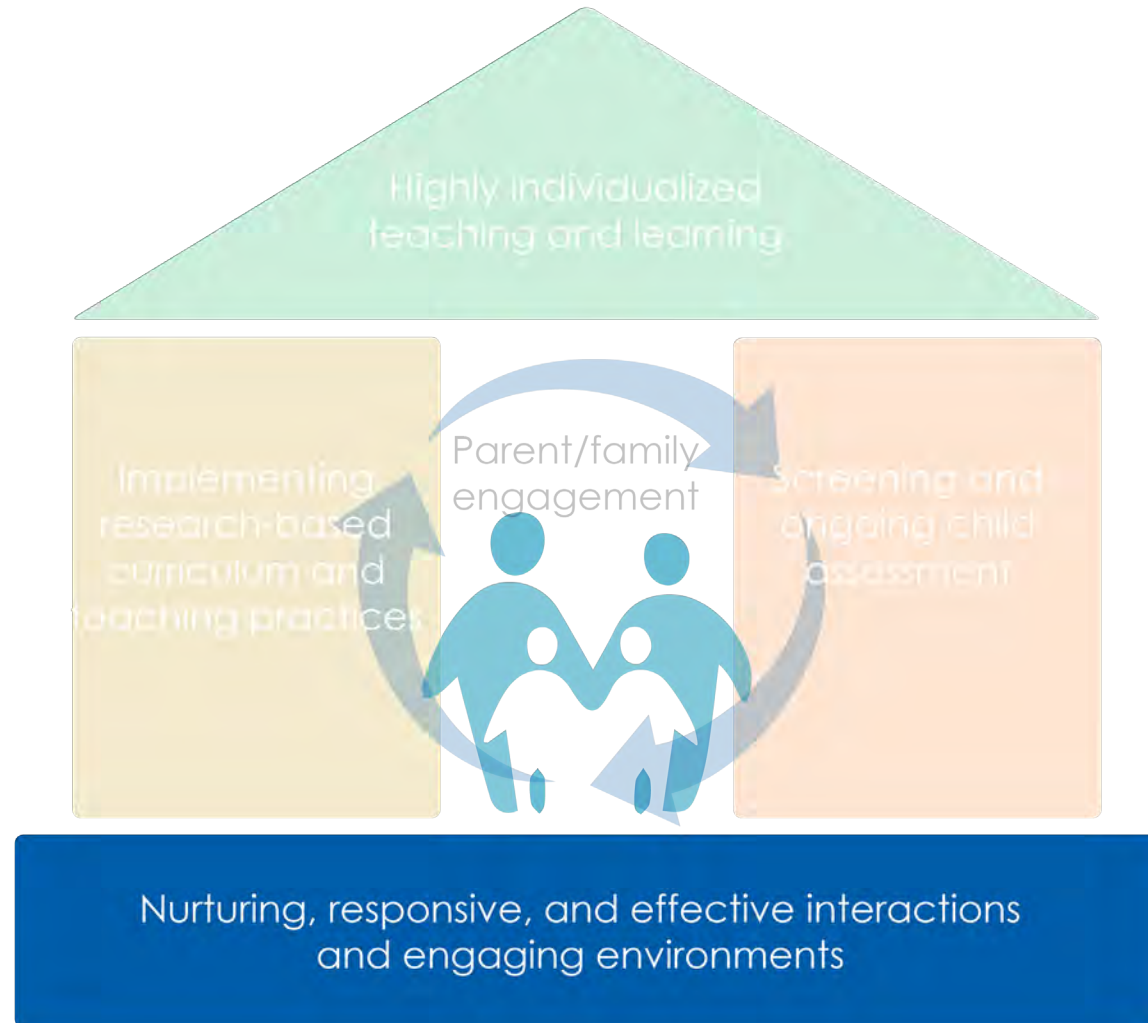 Highly individualized
teaching and learning
Parent/family
engagement
Implementing
research-based
curriculum and
teaching practices
Screening and
ongoing child
assessment
Nurturing, responsive, and effective interactions
and engaging environments